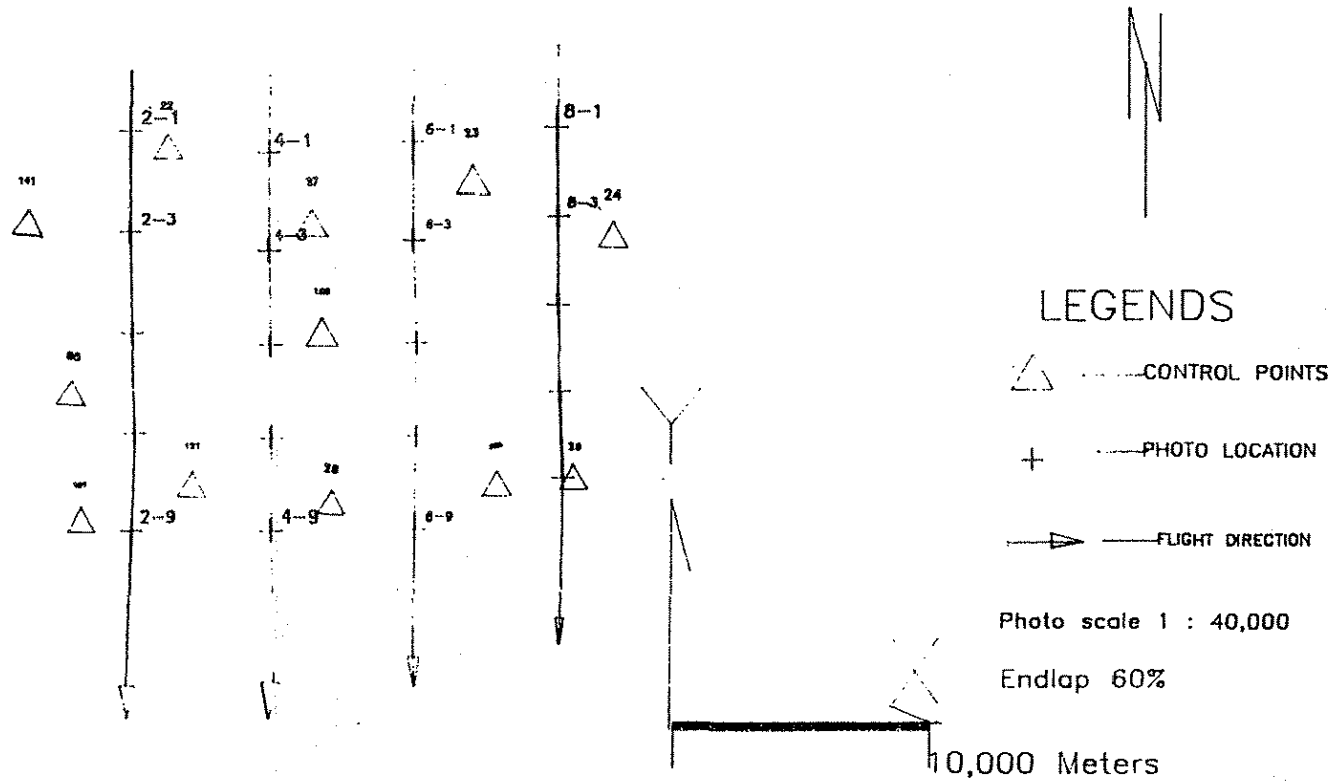 2-1
22
4-1
6-1
23
8-1
141
2-3
27
4-3
6-3
8-3
24
2-9
28
4-9
6-9
Y
X
LEGENDS
CONTROL POINTS
PHOTO LOCATION
FLIGHT DIRECTION
Photo scale 1 : 40,000
Endlap 60%
10,000 Meters